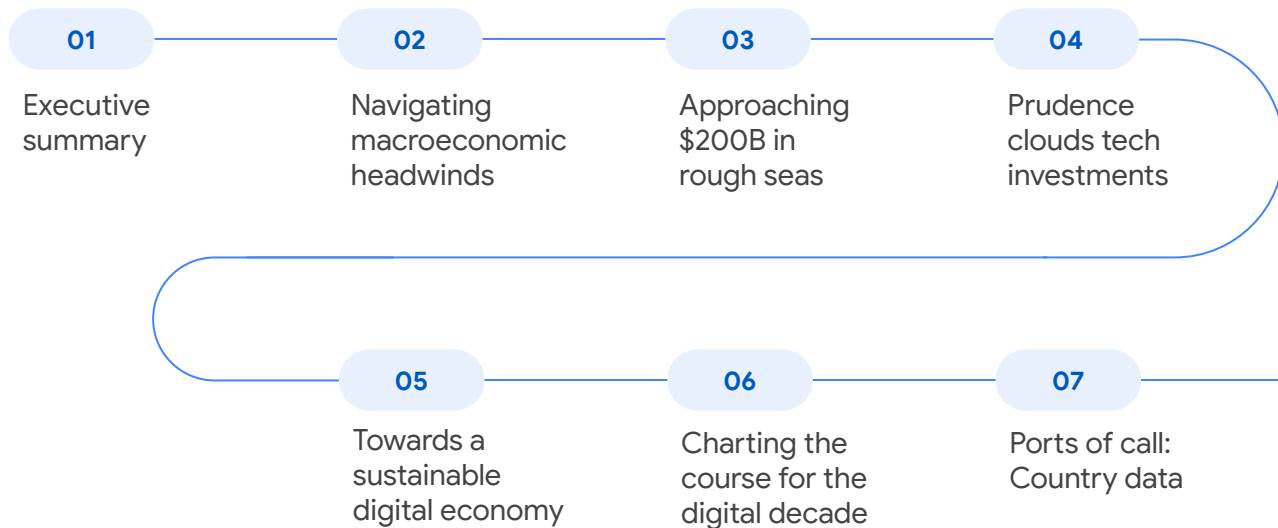 01
Executive
summary
02
Navigating
macroeconomic
headwinds
03
Approaching
$200B in
rough seas
04
Prudence
clouds tech
investments
05
Towards a
sustainable
digital economy
06
Charting the
course for the
digital decade
07
Ports of call:
Country data